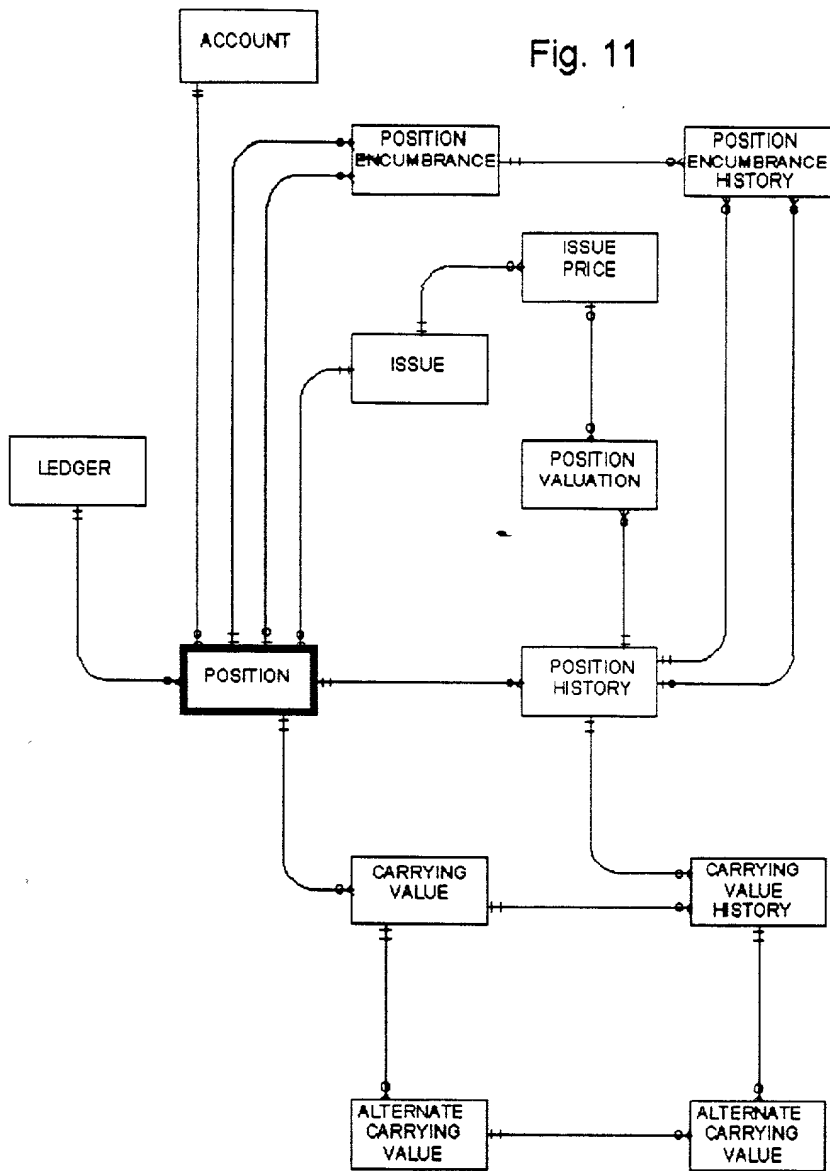 ACCOUNT
Fig. 11
POSITION
ENCUMBRANCE
POSITION
ENCUMBRANCE
HISTORY
ISSUE
PRICE
ISSUE
LEDGER
POSITION
VALUATION
POSITION
POSITION
HISTORY
CARRYING
VALUE
CARRYING
VALUE
HISTORY
ALTERNATE
CARRYING
VALUE
ALTERNATE
CARRYING
VALUE